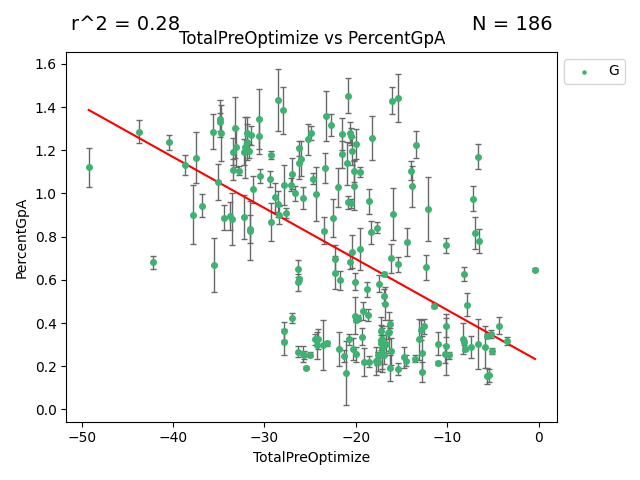 r^2 = 0.28 N = 186
TotalPreOptimize vs PercentGpA
G
PercentGpA
1.6
1.4
1.2
1.0
0.8
0.6
0.4
0.2
0.0
−50 −40 −30 −20 −10 0
TotalPreOptimize